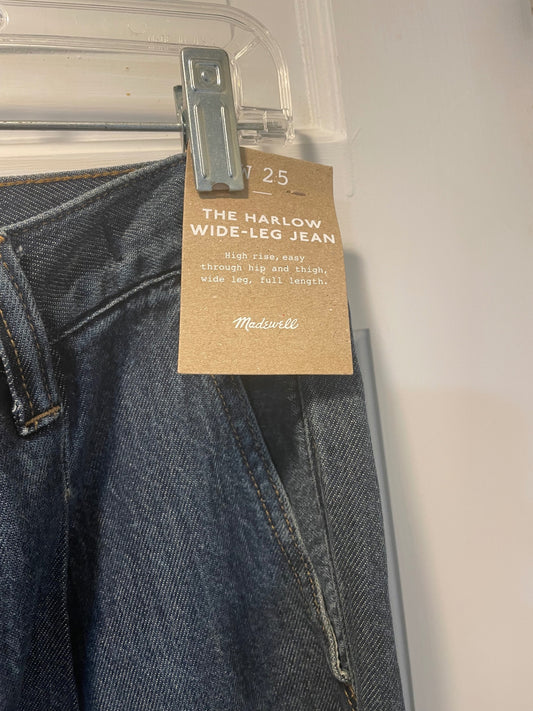 25
THE HARLOW
WIDE-LEG JEAN
High rise, easy
through hip and thigh,
wide leg, full length.
Madewell